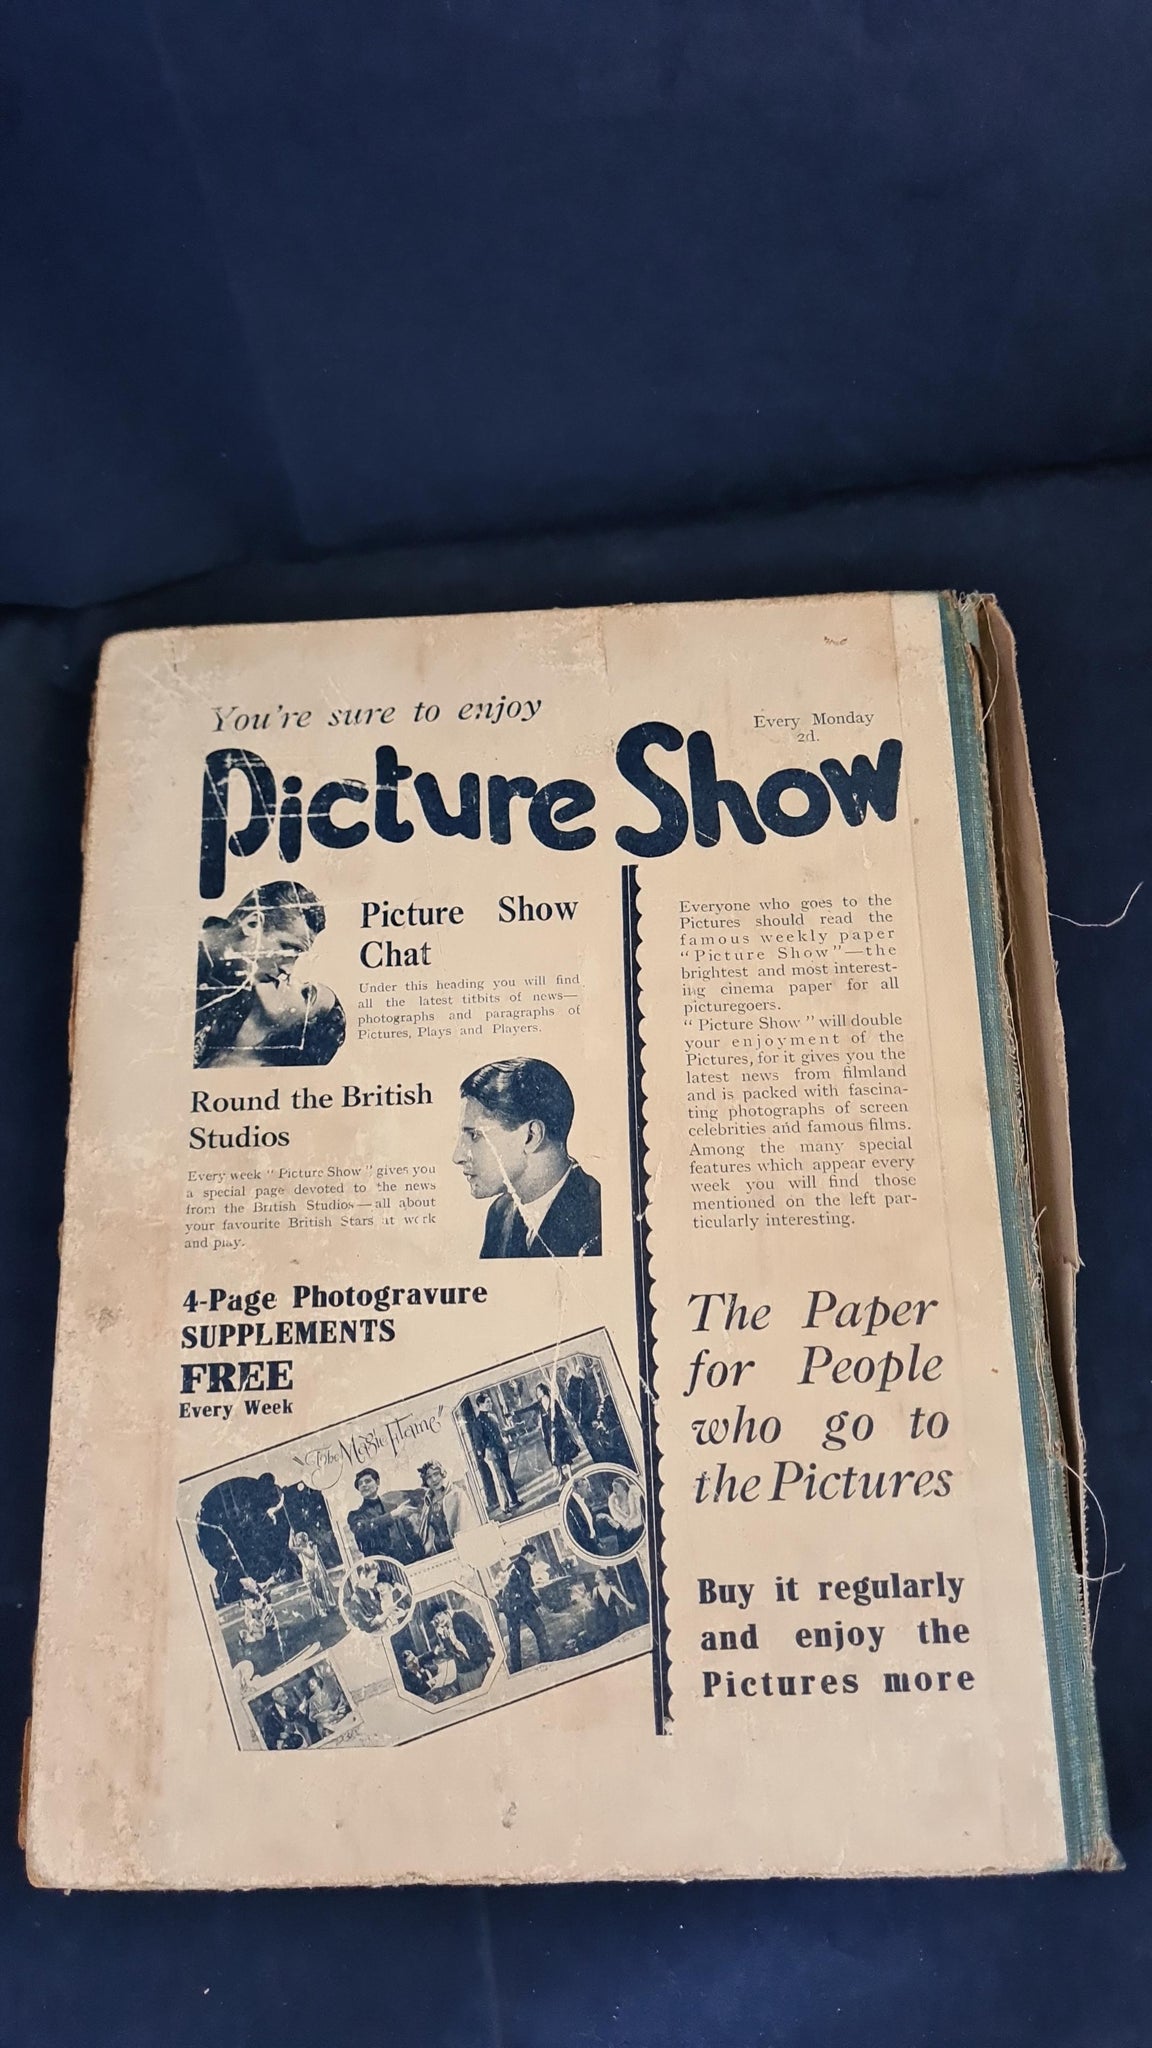 You're sure to enjoy
Every Monday
2d.
Picture Show
Picture Show
Chat
Under this heading you will find
all the latest titbits of news—
photographs and paragraphs of
Pictures, Plays and Players.
Round the British
Studios
Every week "Picture Show" gives you
a special page devoted to the news
from the British Studios—all about
your favourite British Stars at work
and play.
4-Page Photogravure
SUPPLEMENTS
FREE
Every Week
"The Magic Flame"
Everyone who goes to the
Pictures should read the
famous weekly paper
"Picture Show"—the
brightest and most interest-
ing cinema paper for all
picturegoers.
"Picture Show" will double
your enjoyment of the
Pictures, for it gives you the
latest news from filmland
and is packed with fascina-
ting photographs of screen
celebrities and famous films.
Among the many special
features which appear every
week you will find those
mentioned on the left par-
ticularly interesting.
The Paper
for People
who go to
the Pictures
Buy it regularly
and enjoy the
Pictures more